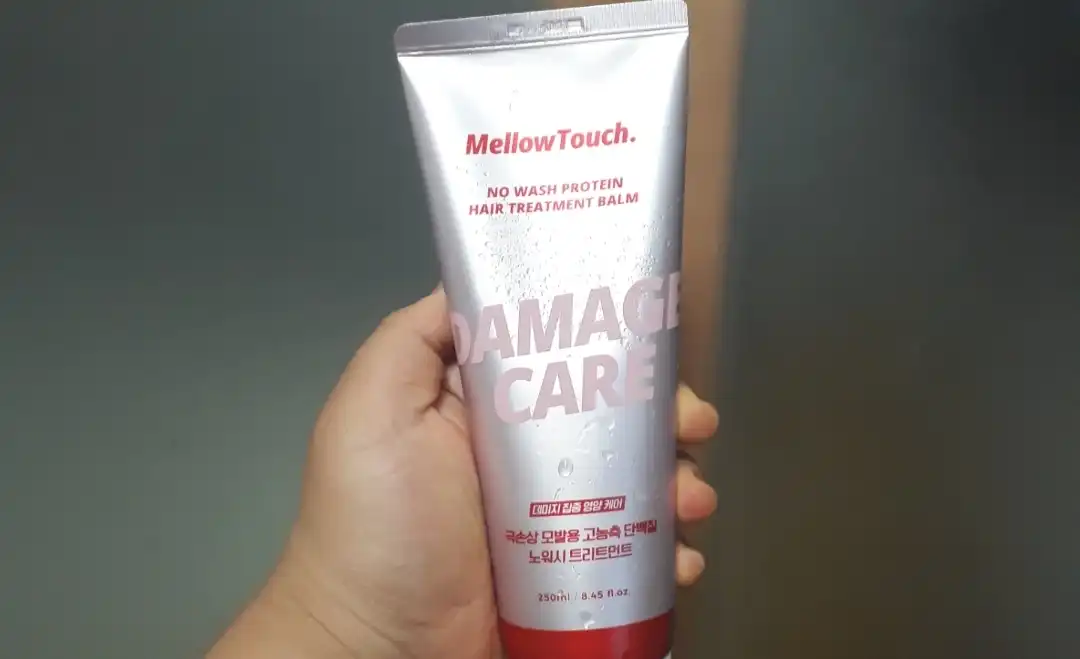 MellowTouch.
NO WASH PROTEIN
HAIR TREATMENT BALM
DAMAGE
CARE
데미지 집중 영양 케어
극손상 모발용 고농축 단백질
노워시 트리트먼트
250ml / 8.45 fl.oz.